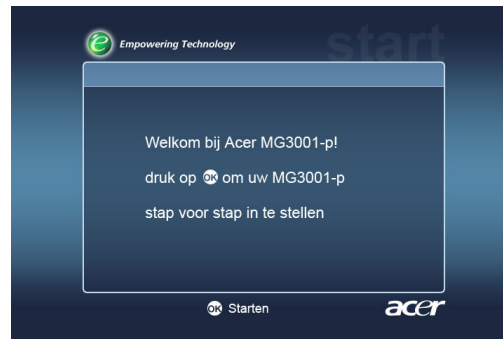 e Empowering Technology
start
Welkom bij Acer MG3001-p!
druk op OK om uw MG3001-p
stap voor stap in te stellen
OK Starten
acer